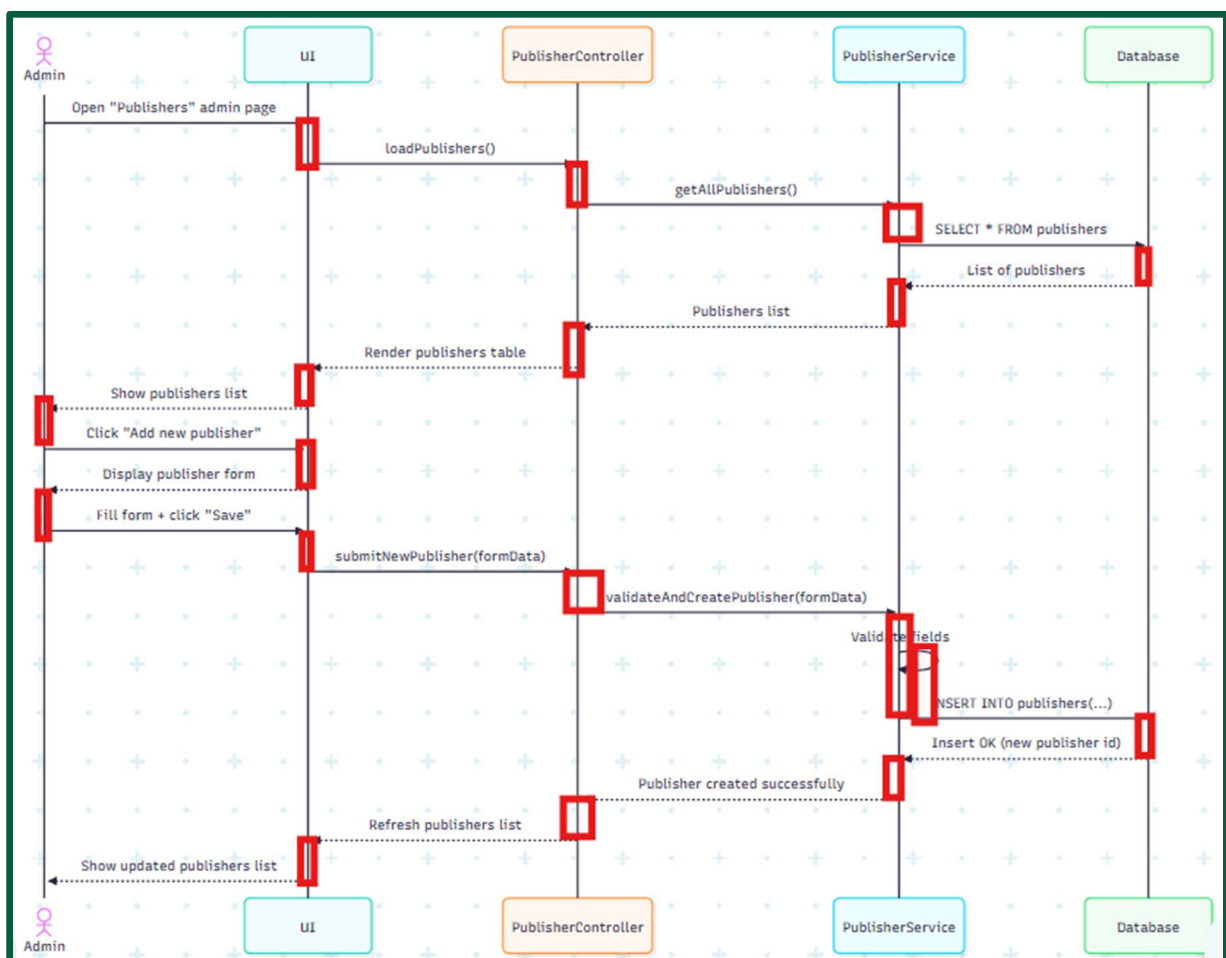 Admin
UI
PublisherController
PublisherService
Database
Open "Publishers" admin page
loadPublishers()
getAllPublishers()
SELECT * FROM publishers
List of publishers
Publishers list
Render publishers table
Show publishers list
Click "Add new publisher"
Display publisher form
Fill form + click "Save"
submitNewPublisher(formData)
validateAndCreatePublisher(formData)
Validate fields
NSERT INTO publishers(...)
Insert OK (new publisher id)
Publisher created successfully
Refresh publishers list
Show updated publishers list
Admin
UI
PublisherController
PublisherService
Database